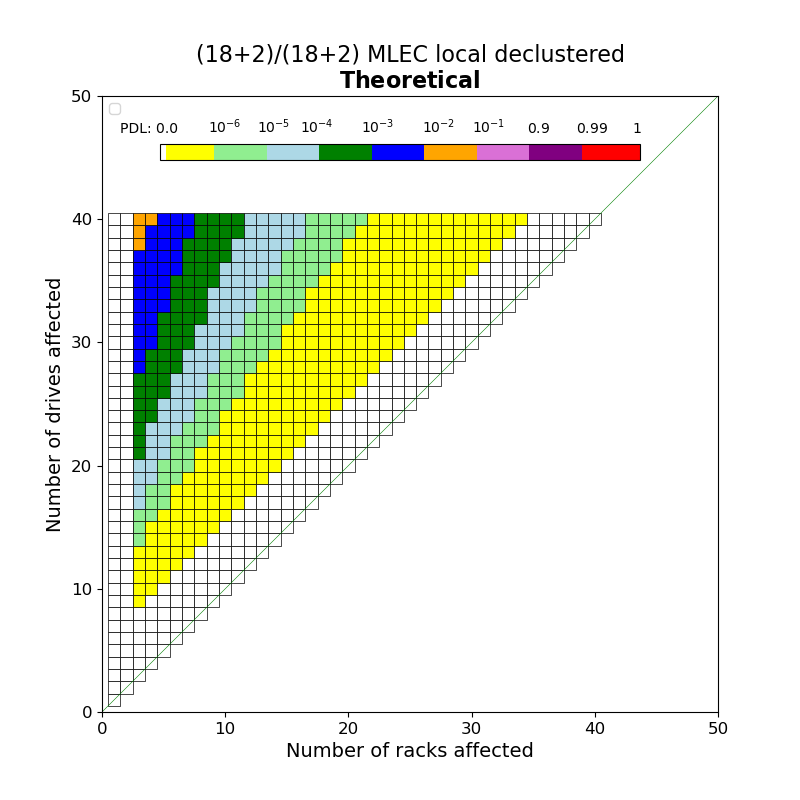 (18+2)/(18+2) MLEC local declustered
Theoretical
PDL: 0.0 10⁻⁶ 10⁻⁵ 10⁻⁴ 10⁻³ 10⁻² 10⁻¹ 0.9 0.99 1
50
40
30
20
10
0
Number of drives affected
0 10 20 30 40 50
Number of racks affected